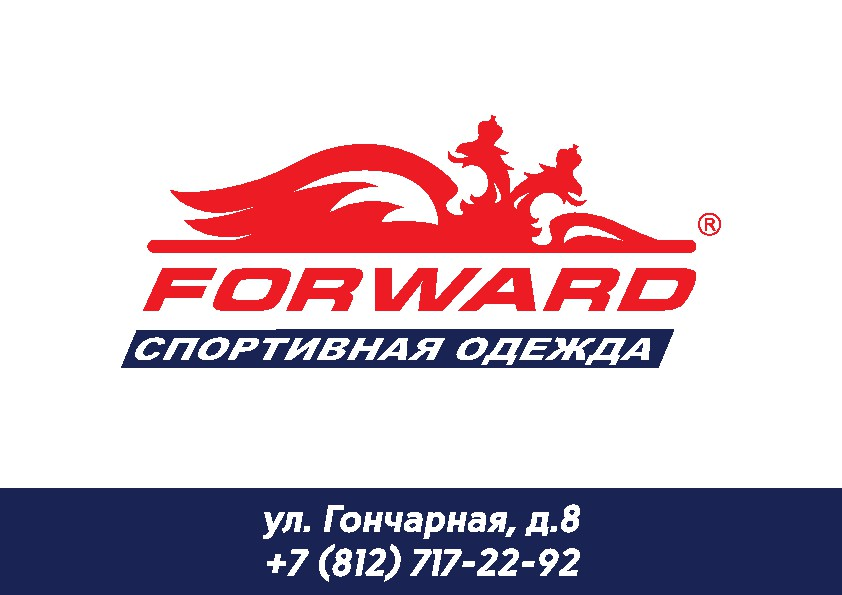 ®
FORWARD
СПОРТИВНАЯ ОДЕЖДА
ул. Гончарная, д.8
+7 (812) 717-22-92